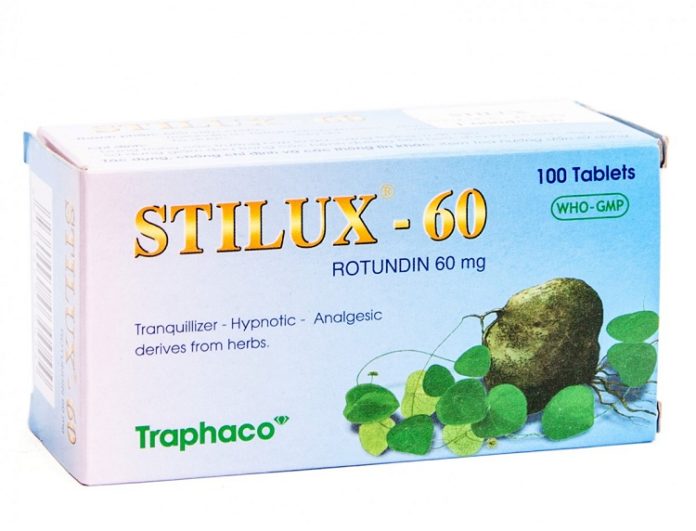 STILUX® - 60
ROTUNDIN 60 mg
100 Tablets
WHO-GMP
Tranquillizer - Hypnotic - Analgesic
derives from herbs.
Traphaco
STILUX® - 60